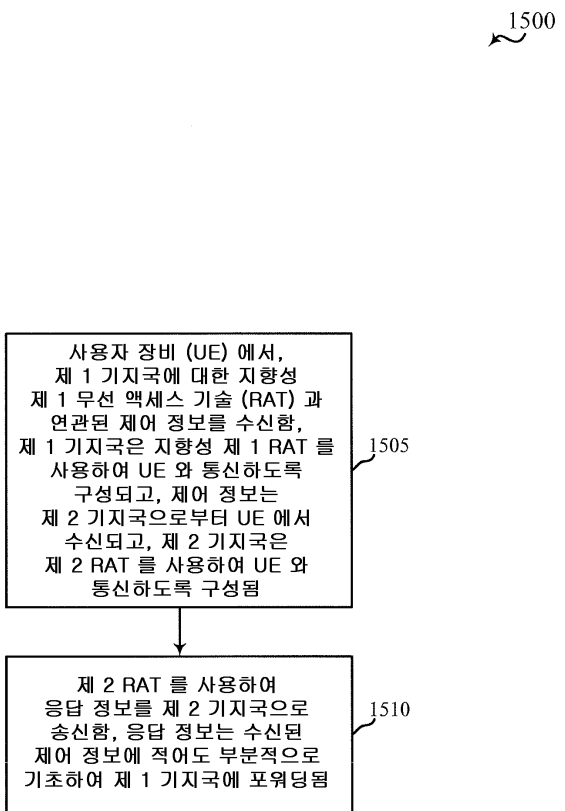 1500
사용자 장비 (UE) 에서,
제 1 기지국에 대한 지향성
제 1 무선 액세스 기술 (RAT) 과
연관된 제어 정보를 수신함,
제 1 기지국은 지향성 제 1 RAT 를
사용하여 UE 와 통신하도록
구성되고, 제어 정보는
제 2 기지국으로부터 UE 에서
수신되고, 제 2 기지국은
제 2 RAT 를 사용하여 UE 와
통신하도록 구성됨
1505
제 2 RAT 를 사용하여
응답 정보를 제 2 기지국으로
송신함, 응답 정보는 수신된
제어 정보에 적어도 부분적으로
기초하여 제 1 기지국에 포워딩됨
1510